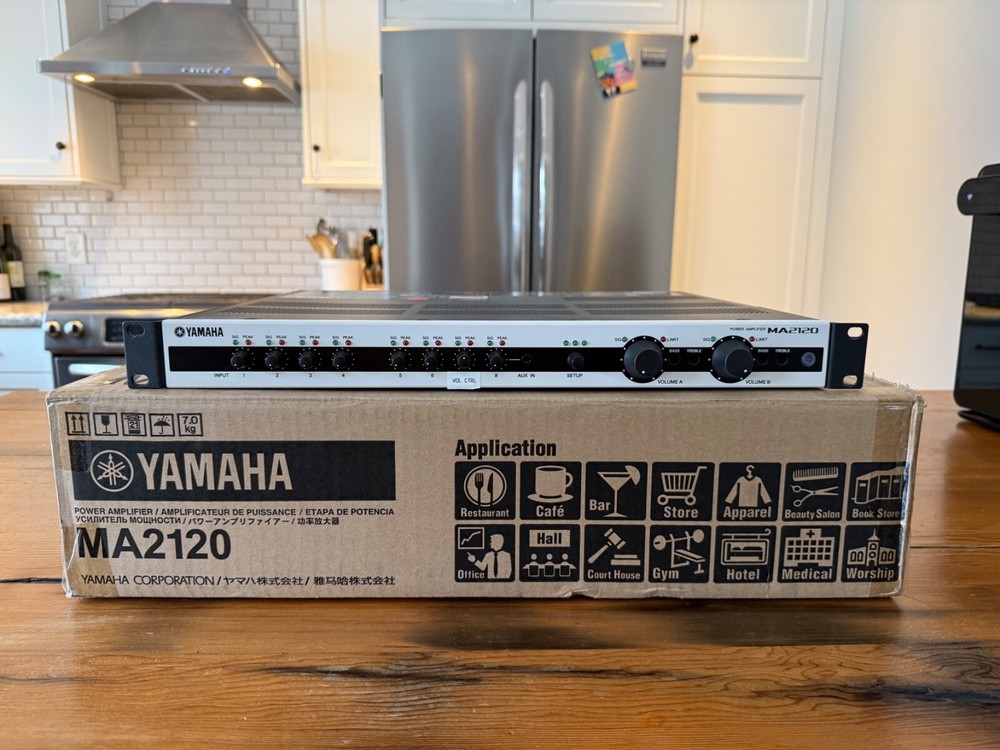 YAMAHA
POWER AMPLIFIER MA2120
SIG PEAK SIG PEAK SIG PEAK SIG PEAK SIG PEAK SIG PEAK SIG PEAK SIG PEAK
SIG LIMIT SIG LIMIT
BASS TREBLE BASS TREBLE
INPUT 1 2 3 4 5 6 8 AUX IN SETUP
VOL CTRL
VOLUME A VOLUME B
21
7.0
kg
YAMAHA
POWER AMPLIFIER / AMPLIFICATEUR DE PUISSANCE / ETAPA DE POTENCIA
УСИЛИТЕЛЬ МОЩНОСТИ / パワーアンプリファイアー / 功率放大器
MA2120
YAMAHA CORPORATION / ヤマハ株式会社 / 雅马哈株式会社
Application
Restaurant Café Bar Store Apparel Beauty Salon Book Store
Office Hall Court House Gym Hotel Medical Worship